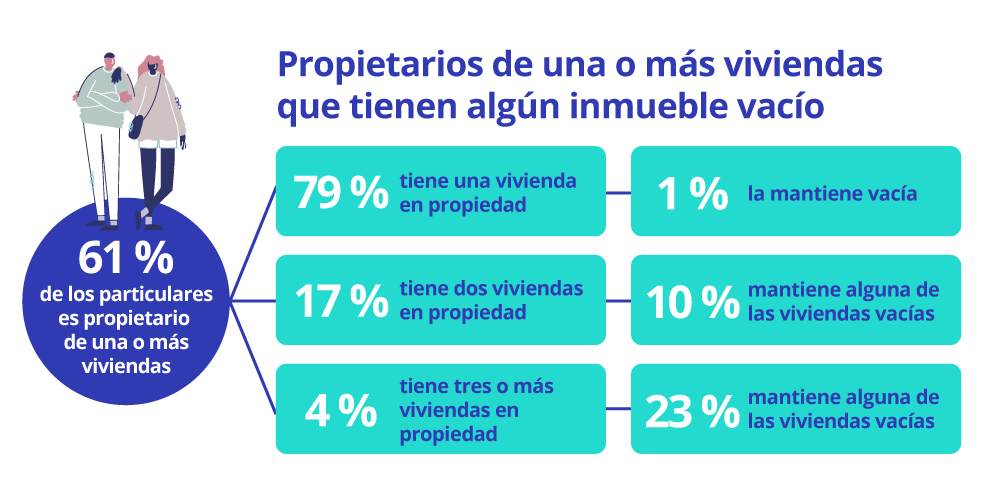 Propietarios de una o más viviendas
que tienen algún inmueble vacío
61 %
de los particulares
es propietario
de una o más
viviendas
79 %
tiene una vivienda
en propiedad
1 %
la mantiene vacía
17 %
tiene dos viviendas
en propiedad
10 %
mantiene alguna de
las viviendas vacías
4 %
tiene tres o más
viviendas en
propiedad
23 %
mantiene alguna de
las viviendas vacías